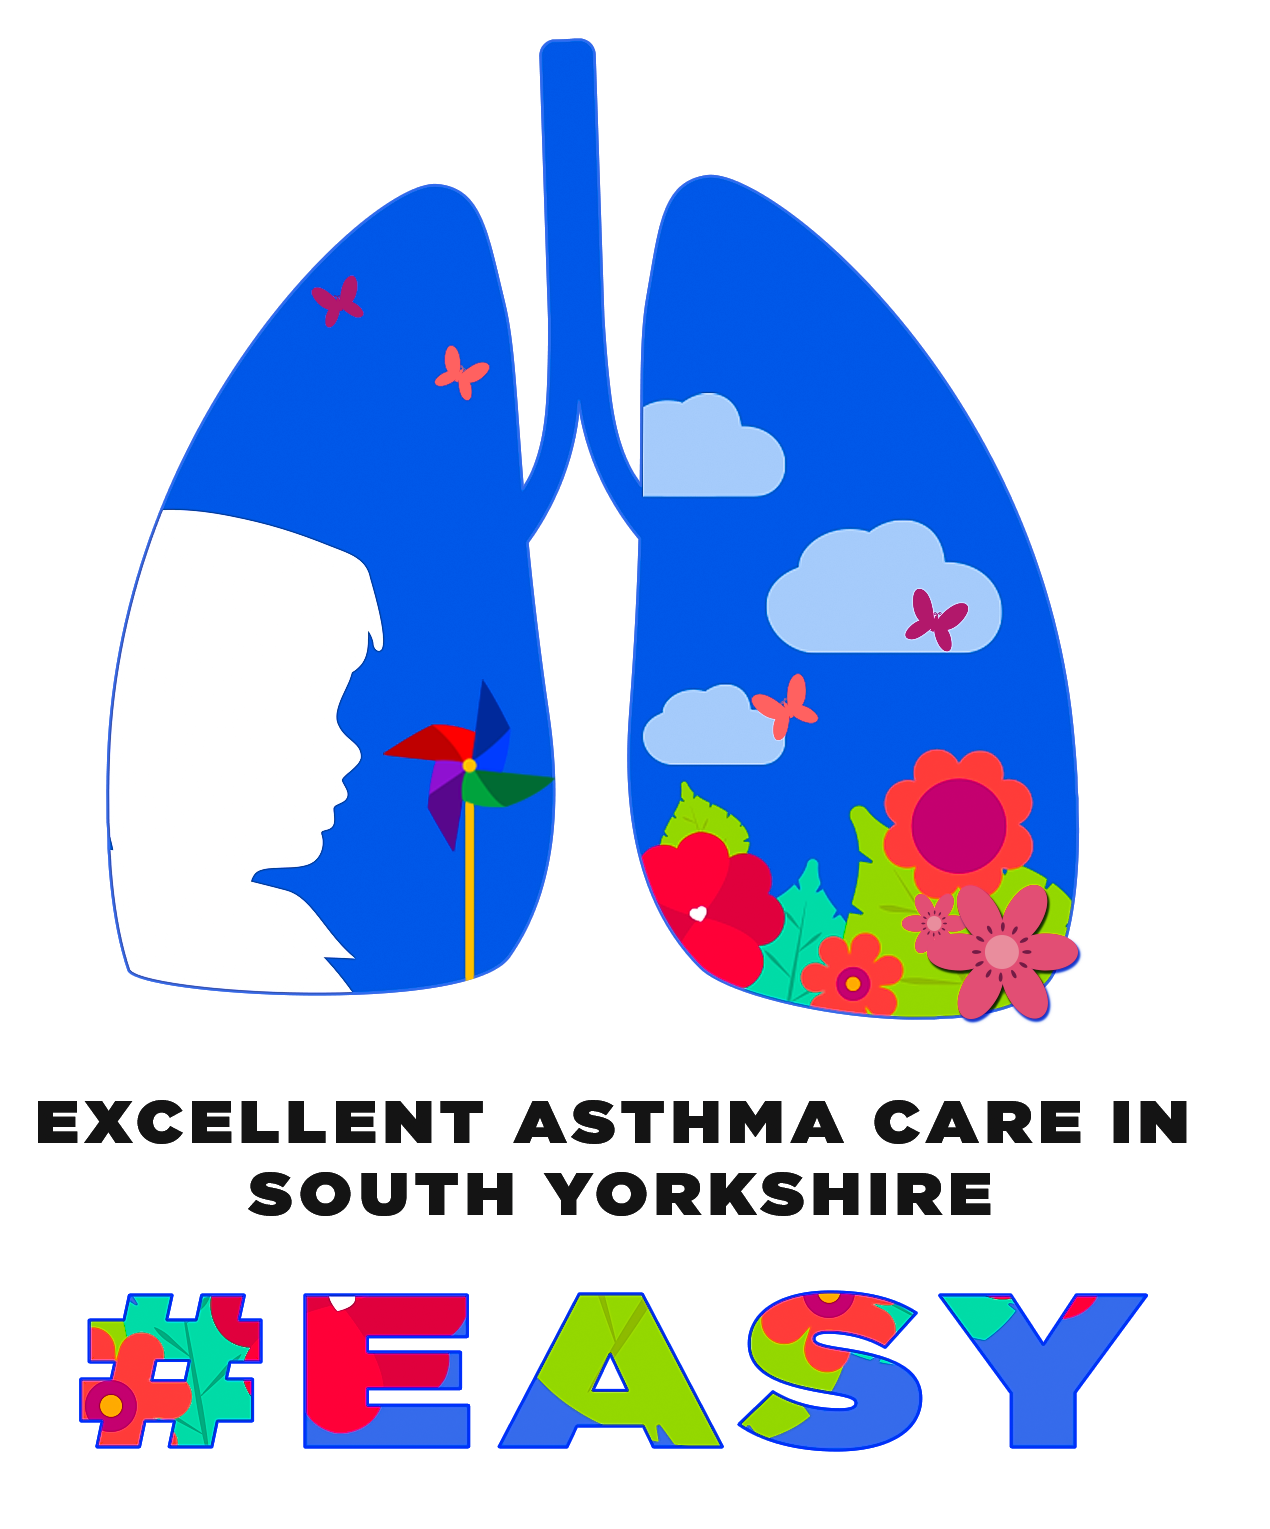 EXCELLENT ASTHMA CARE IN
SOUTH YORKSHIRE
#EASY